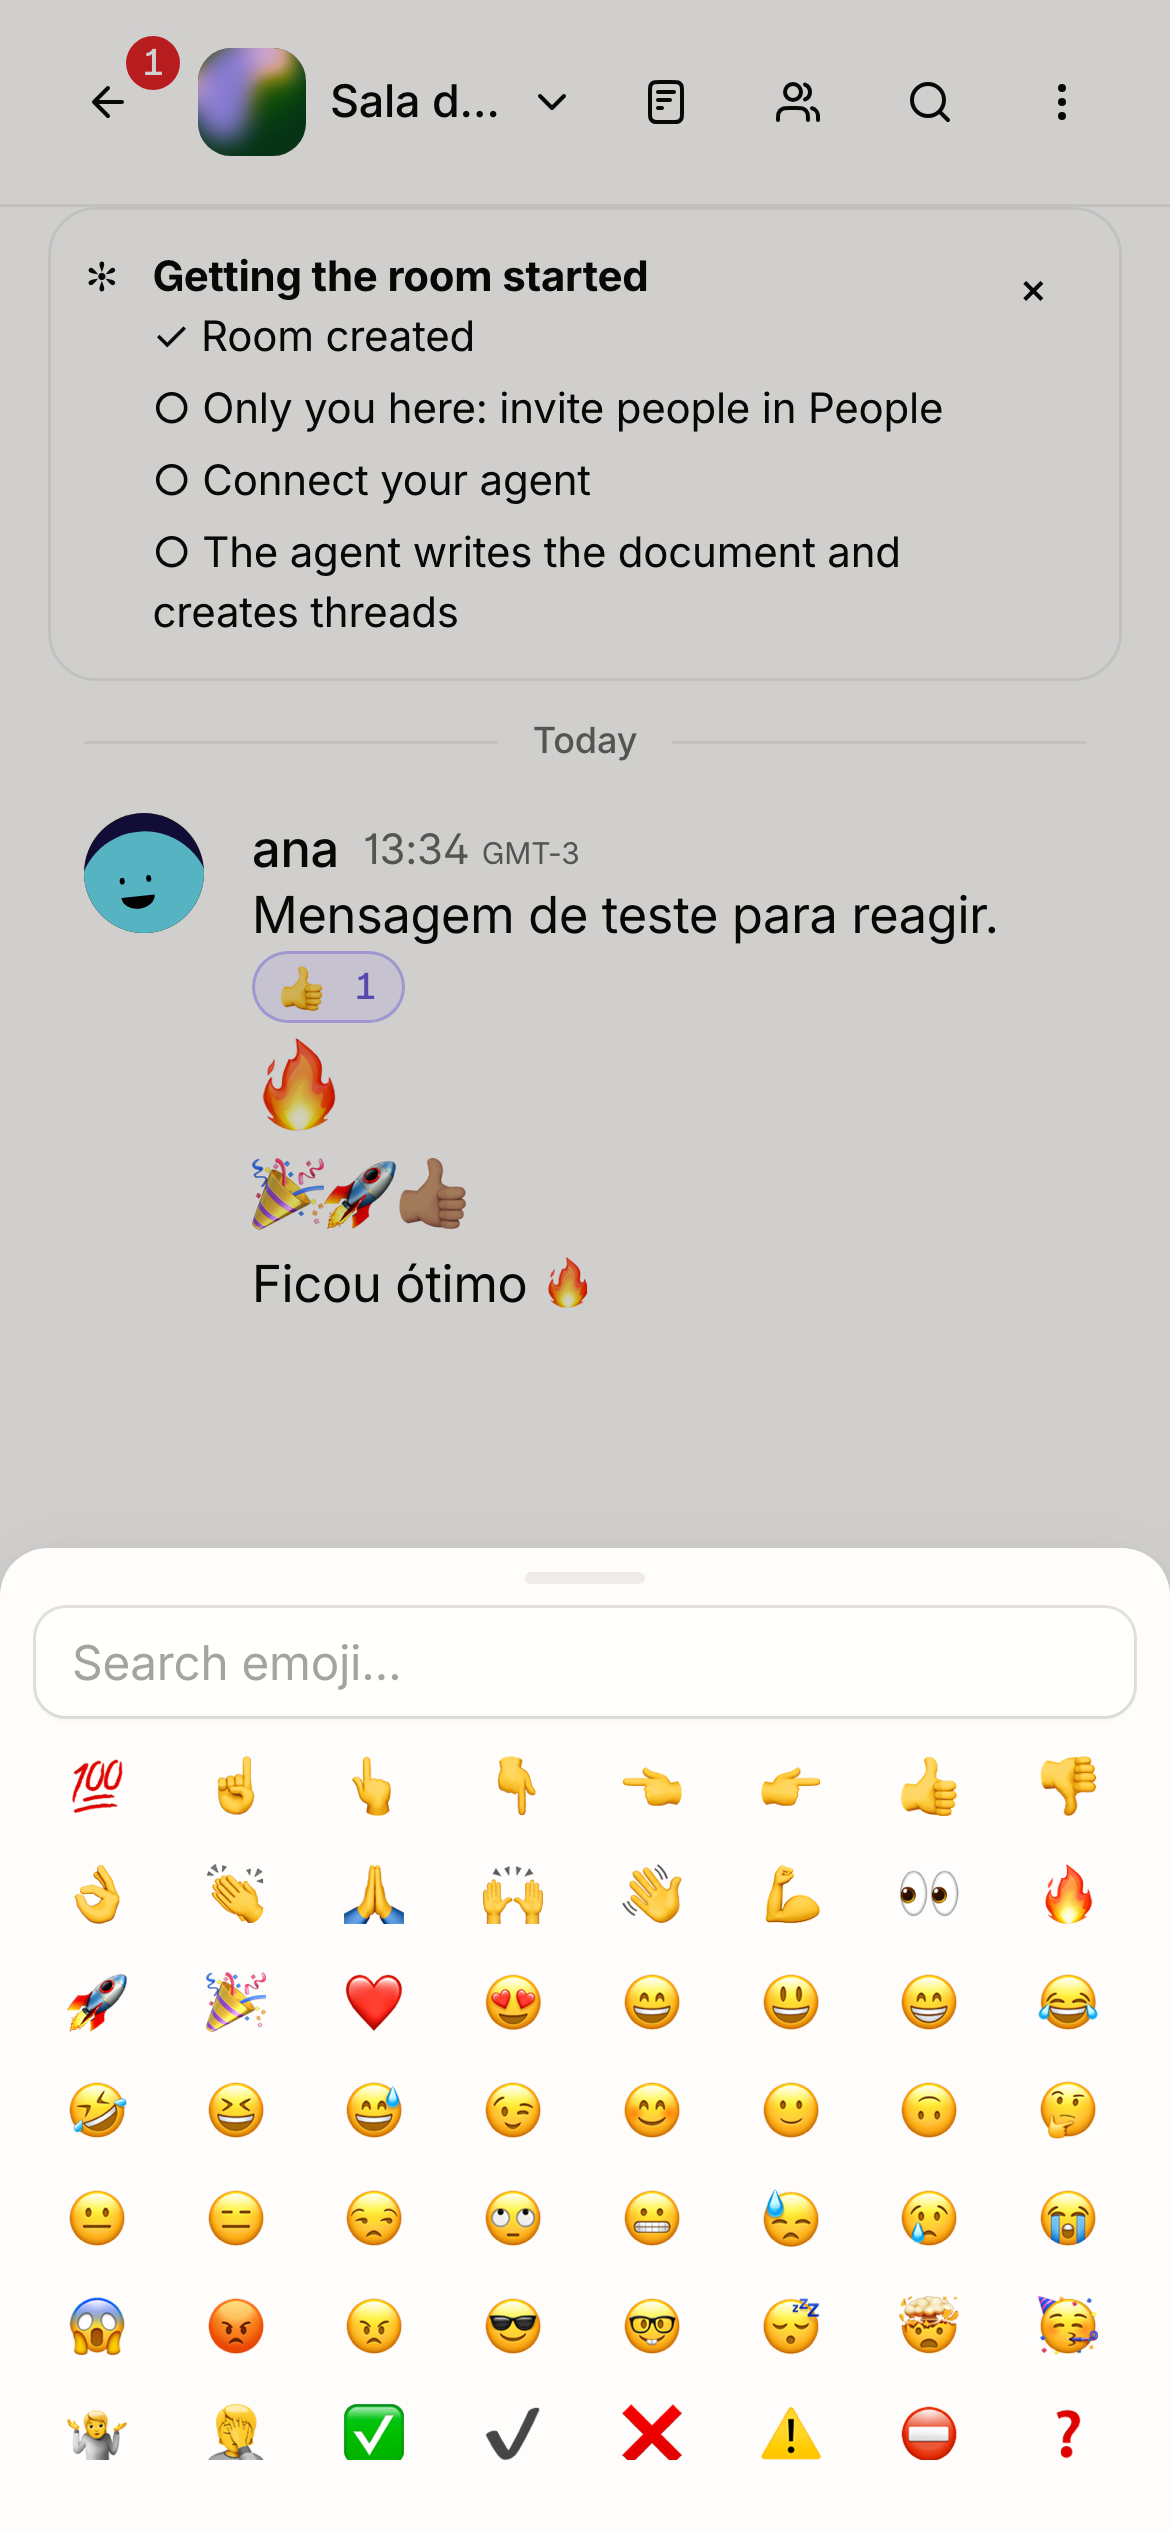 1
Sala d...
Getting the room started
Room created
Only you here: invite people in People
Connect your agent
The agent writes the document and
creates threads
Today
ana 13:34 GMT-3
Mensagem de teste para reagir.
👍 1
🔥
🎉🚀👍🏽
Ficou ótimo 🔥
Search emoji...